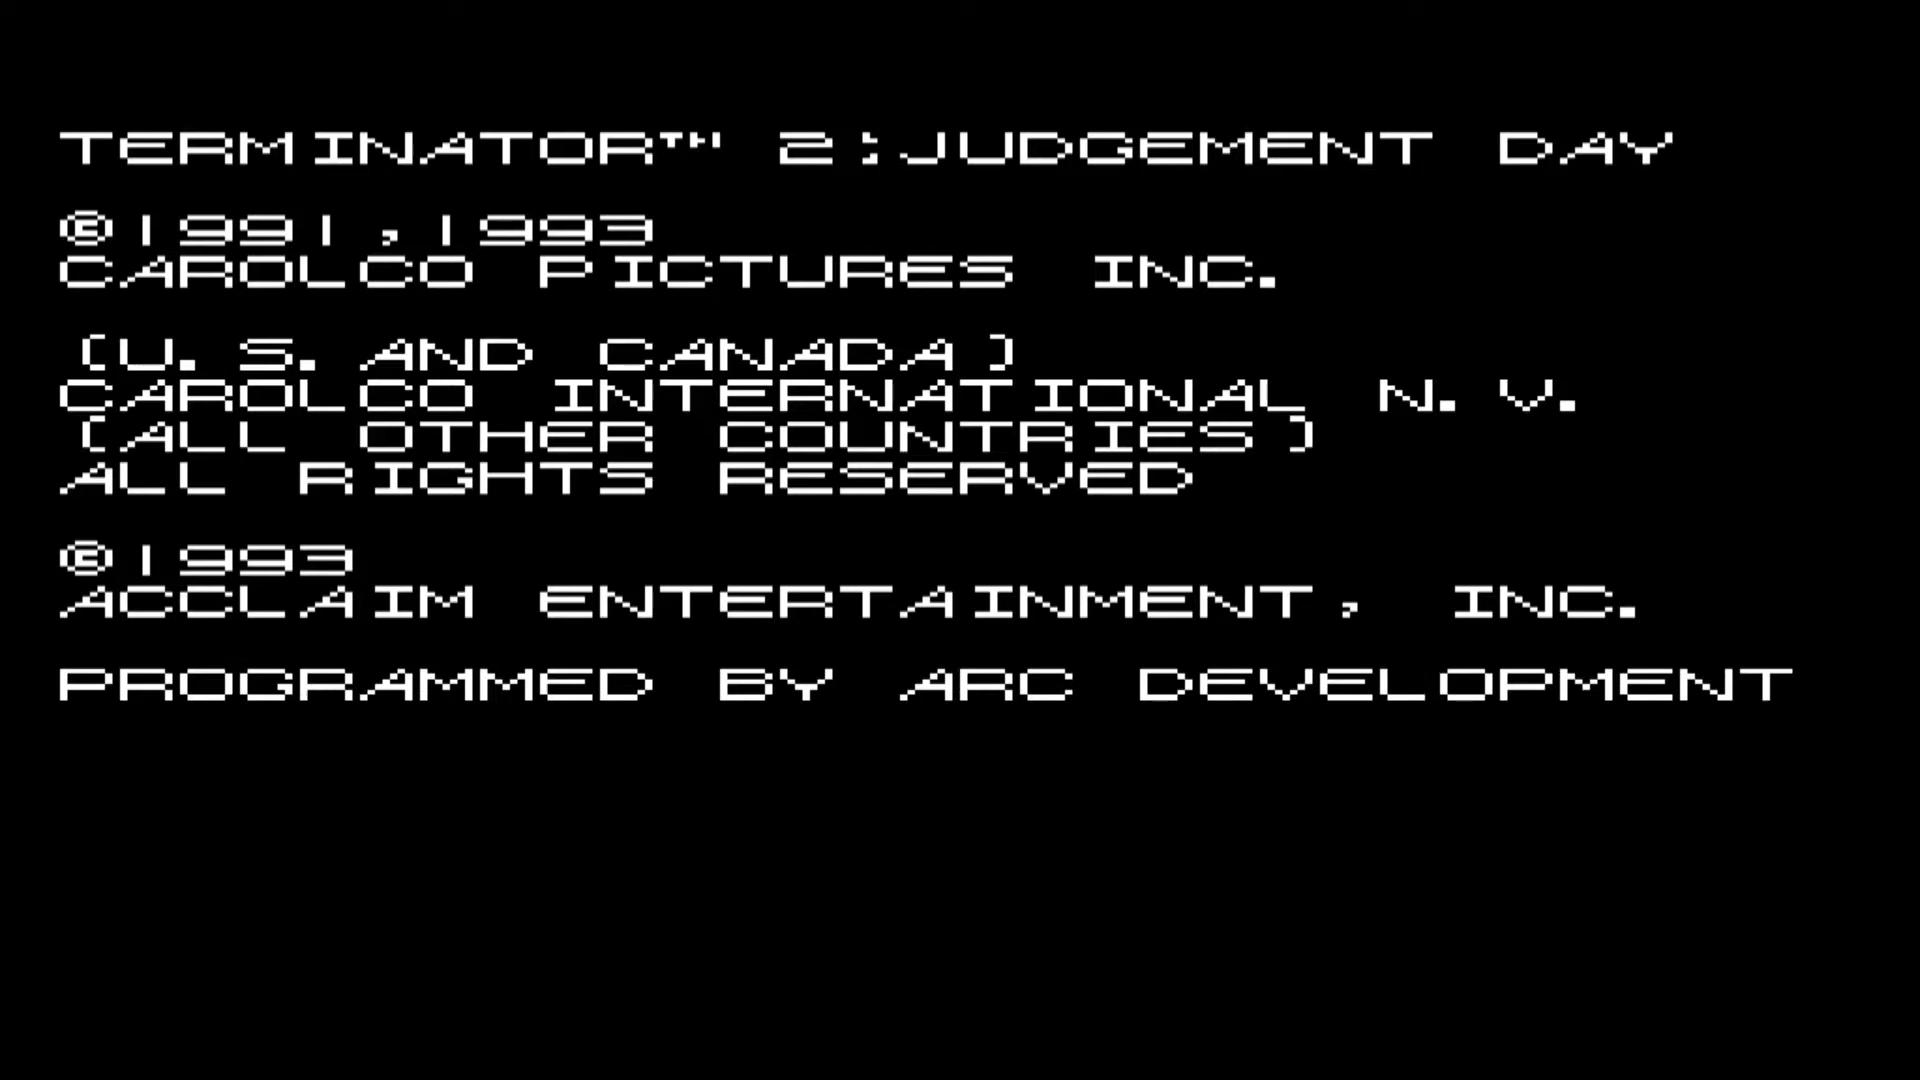 TERMINATOR™ 2:JUDGEMENT DAY
©1991,1993
CAROLCO PICTURES INC.
(U.S.AND CANADA)
CAROLCO INTERNATIONAL N.V.
(ALL OTHER COUNTRIES)
ALL RIGHTS RESERVED
©1993
ACCLAIM ENTERTAINMENT, INC.
PROGRAMMED BY ARC DEVELOPMENT